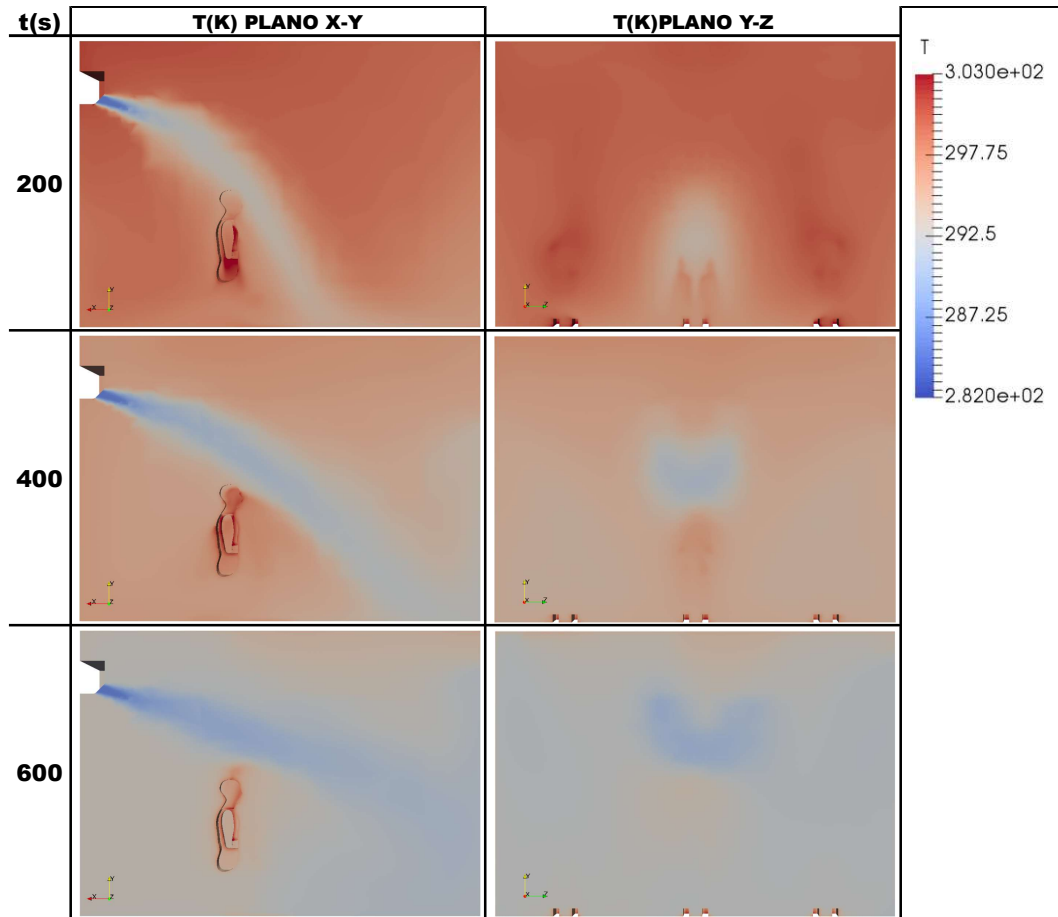 t(s) T(K) PLANO X-Y T(K)PLANO Y-Z
T
3.030e+02
297.75
292.5
287.25
2.820e+02
200
Y
X Z
Y
X Z
400
Y
X Z
Y
X Z
600
Y
X Z
Y
X Z